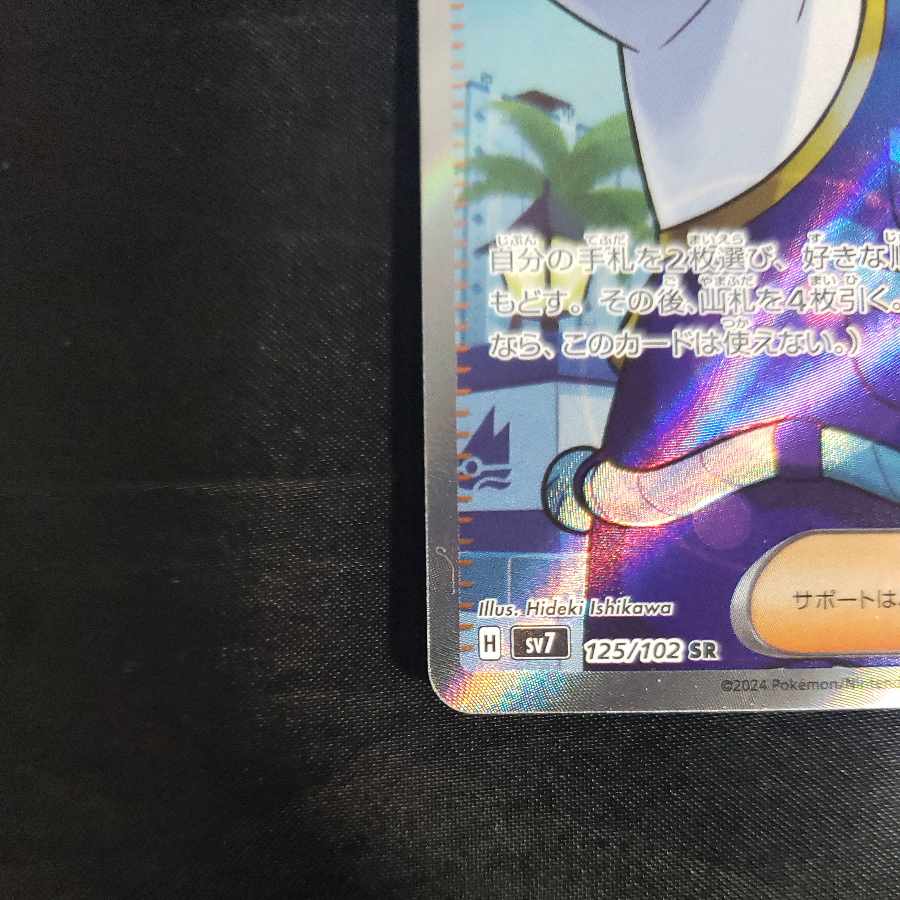 自分の手札を2枚選び、好きな
もどす。その後、山札を4枚引く。
なら、このカードは使えない。)
サポートは
Illus. Hideki Ishikawa
H sv7 125/102 SR
©2024 Pokémon/Ninten